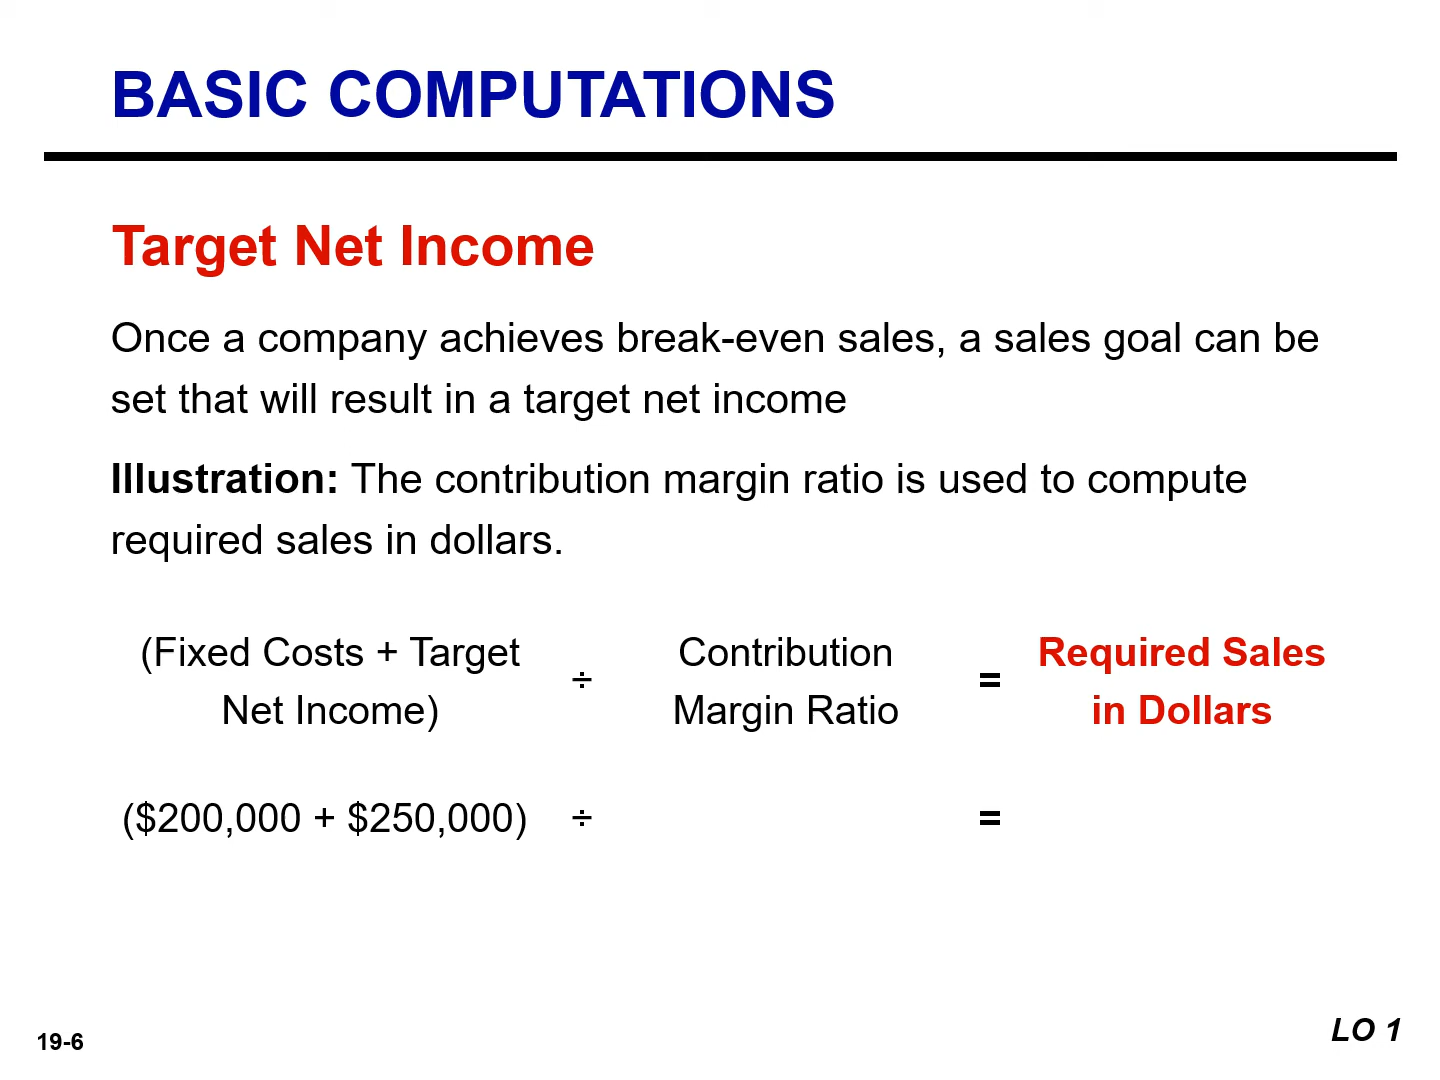 BASIC COMPUTATIONS
Target Net Income
Once a company achieves break-even sales, a sales goal can be
set that will result in a target net income
Illustration: The contribution margin ratio is used to compute
required sales in dollars.
(Fixed Costs + Target
Net Income)
÷
Contribution
Margin Ratio
=
Required Sales
in Dollars
($200,000 + $250,000) ÷ =
19-6
LO 1